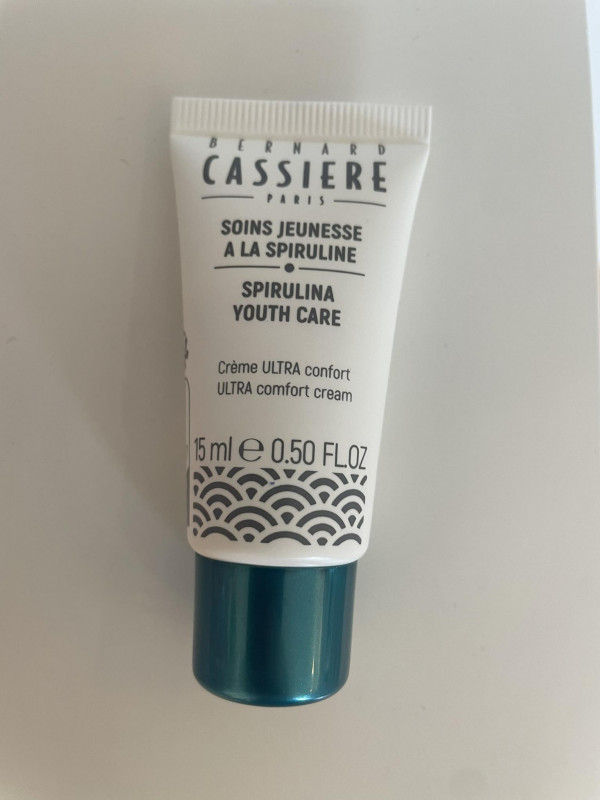 BERNARD
CASSIERE
PARIS
SOINS JEUNESSE
A LA SPIRULINE
SPIRULINA
YOUTH CARE
Crème ULTRA confort
ULTRA comfort cream
15 ml ℮ 0.50 FL.OZ